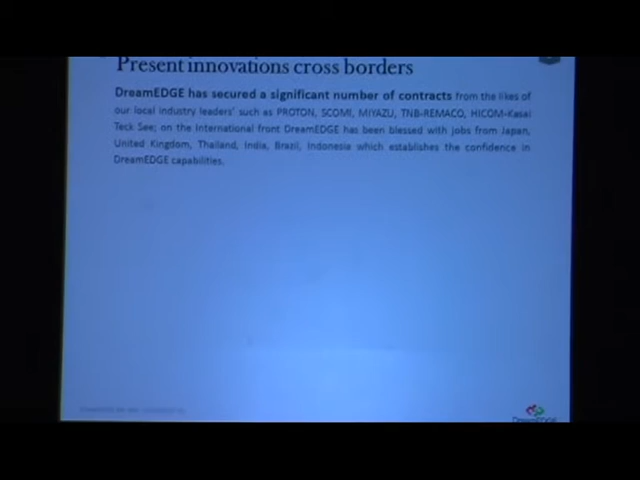 Present innovations cross borders
DreamEDGE has secured a significant number of contracts from the likes of
our local industry leaders' such as PROTON, SCOMI, MIYAZU, TNB-REMACO, HICOM-Kasai
Teck See; on the International front DreamEDGE has been blessed with jobs from Japan,
United Kingdom, Thailand, India, Brazil, Indonesia which establishes the confidence in
DreamEDGE capabilities.
DreamEDGE